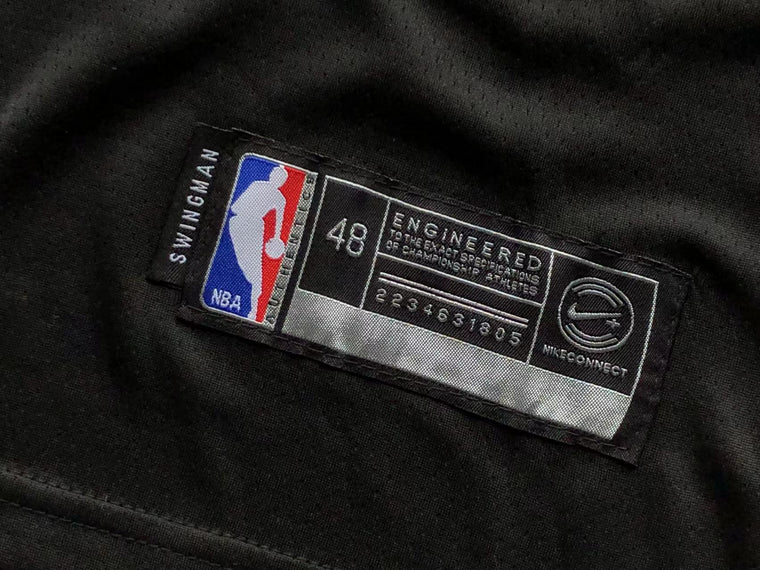 SWINGMAN
NBA
AUTHENTICS
48
ENGINEERED
TO THE EXACT SPECIFICATIONS
OF CHAMPIONSHIP ATHLETES
2234631805
NIKECONNECT